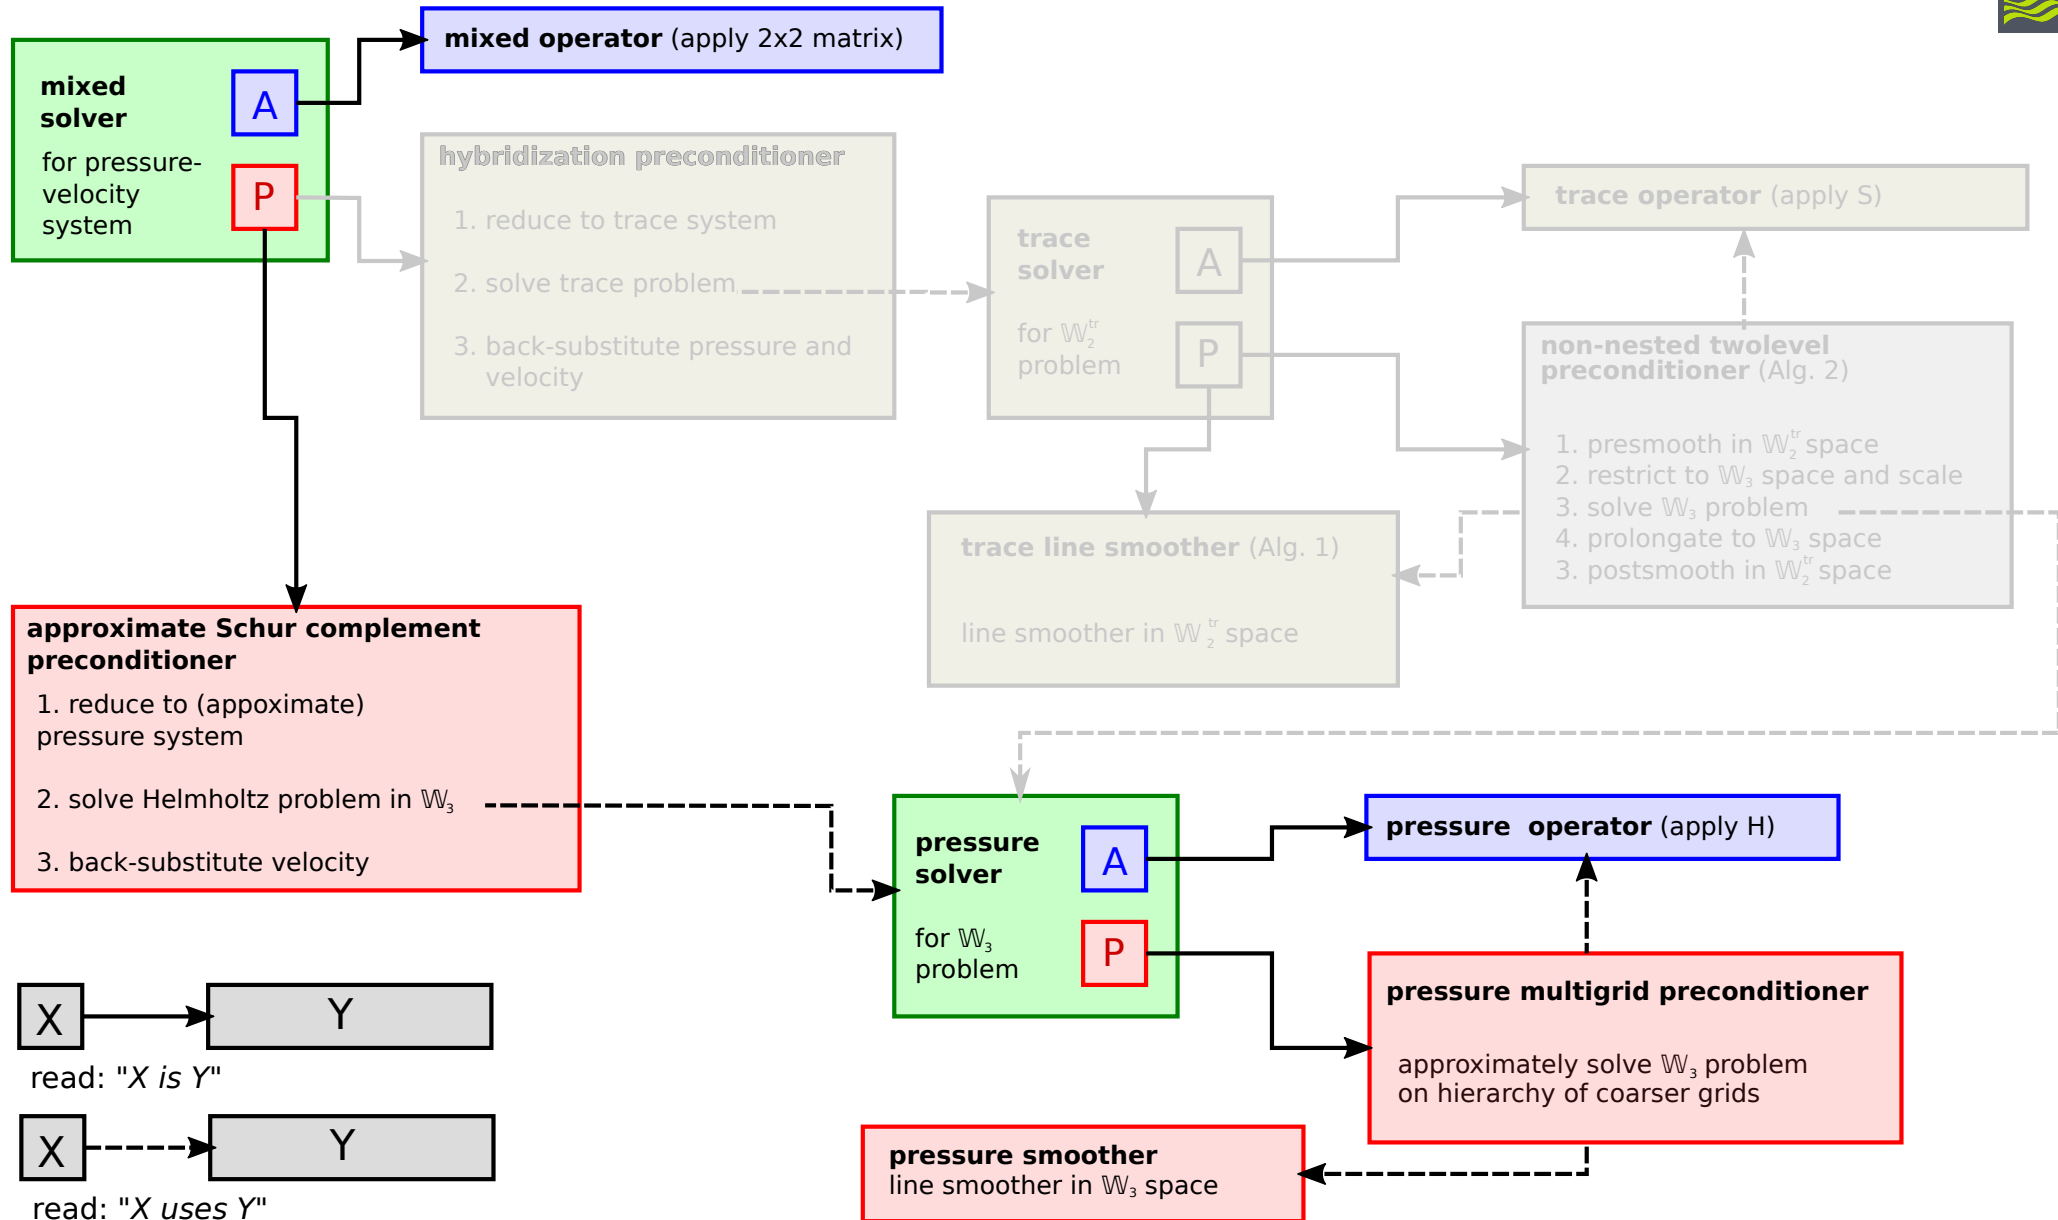 mixed operator (apply 2x2 matrix)
mixed
solver
A
for pressure-
velocity
system
P
hybridization preconditioner
1. reduce to trace system
2. solve trace problem
3. back-substitute pressure and
velocity
trace
solver
A
for 𝕎₂ᵗʳ
problem
P
trace operator (apply S)
non-nested twolevel
preconditioner (Alg. 2)
1. presmooth in 𝕎₂ᵗʳ space
2. restrict to 𝕎₃ space and scale
3. solve 𝕎₃ problem
4. prolongate to 𝕎₃ space
3. postsmooth in 𝕎₂ᵗʳ space
trace line smoother (Alg. 1)
line smoother in 𝕎₂ᵗʳ space
approximate Schur complement
preconditioner
1. reduce to (appoximate)
pressure system
2. solve Helmholtz problem in 𝕎₃
3. back-substitute velocity
pressure
solver
A
for 𝕎₃
problem
P
pressure operator (apply H)
pressure multigrid preconditioner
approximately solve 𝕎₃ problem
on hierarchy of coarser grids
pressure smoother
line smoother in 𝕎₃ space
X
Y
read: "X is Y"
X
Y
read: "X uses Y"